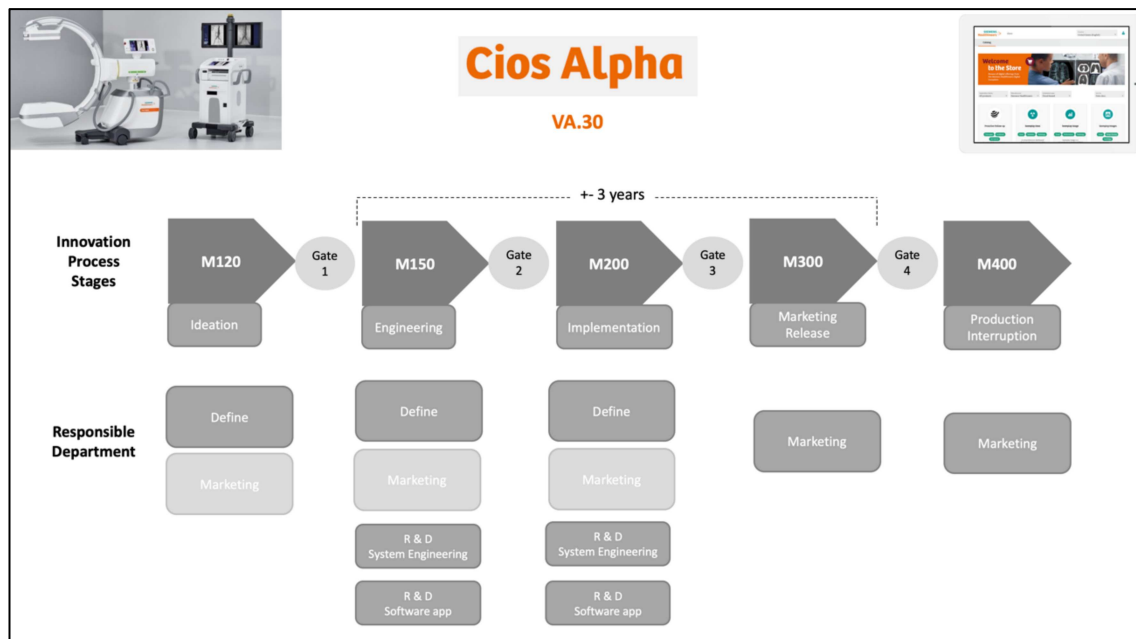 Cios Alpha
VA.30
Welcome
to the Store
+- 3 years
Innovation
Process
Stages
M120
Gate
1
M150
Gate
2
M200
Gate
3
M300
Gate
4
M400
Ideation
Engineering
Implementation
Marketing
Release
Production
Interruption
Responsible
Department
Define
Define
Define
Marketing
Marketing
Marketing
Marketing
Marketing
R & D
System Engineering
R & D
System Engineering
R & D
Software app
R & D
Software app